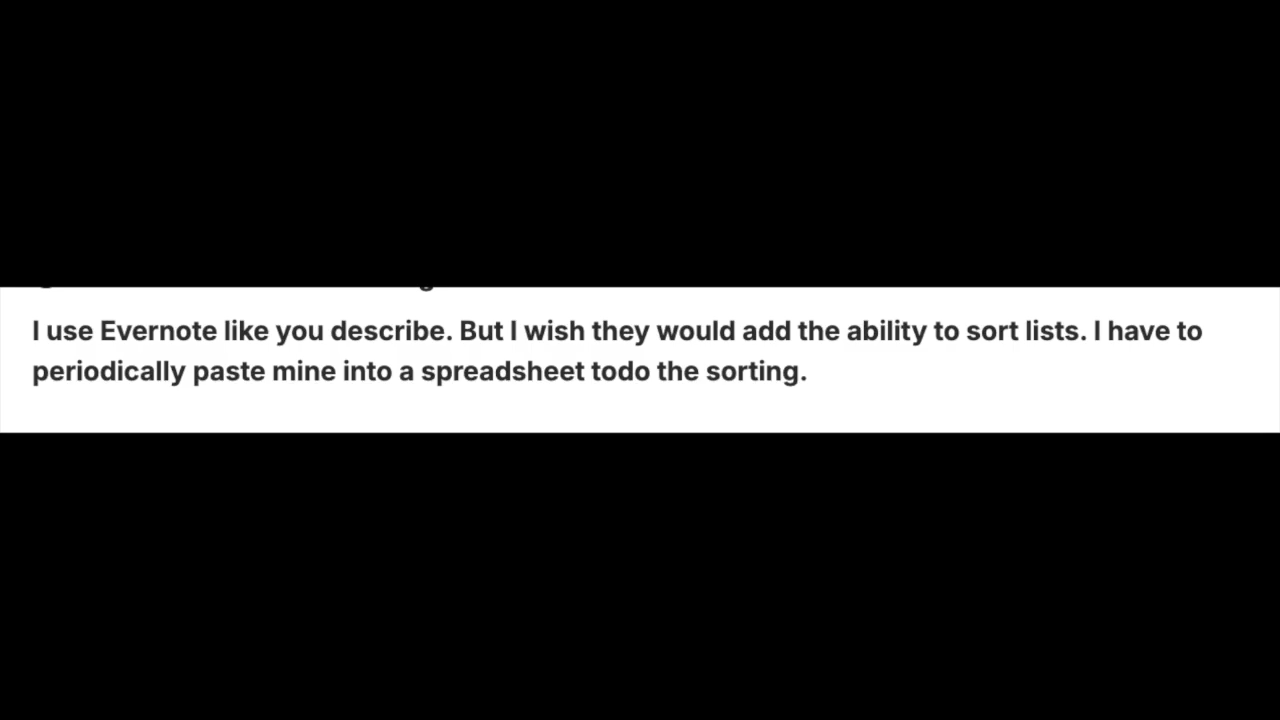 I use Evernote like you describe. But I wish they would add the ability to sort lists. I have to
periodically paste mine into a spreadsheet todo the sorting.